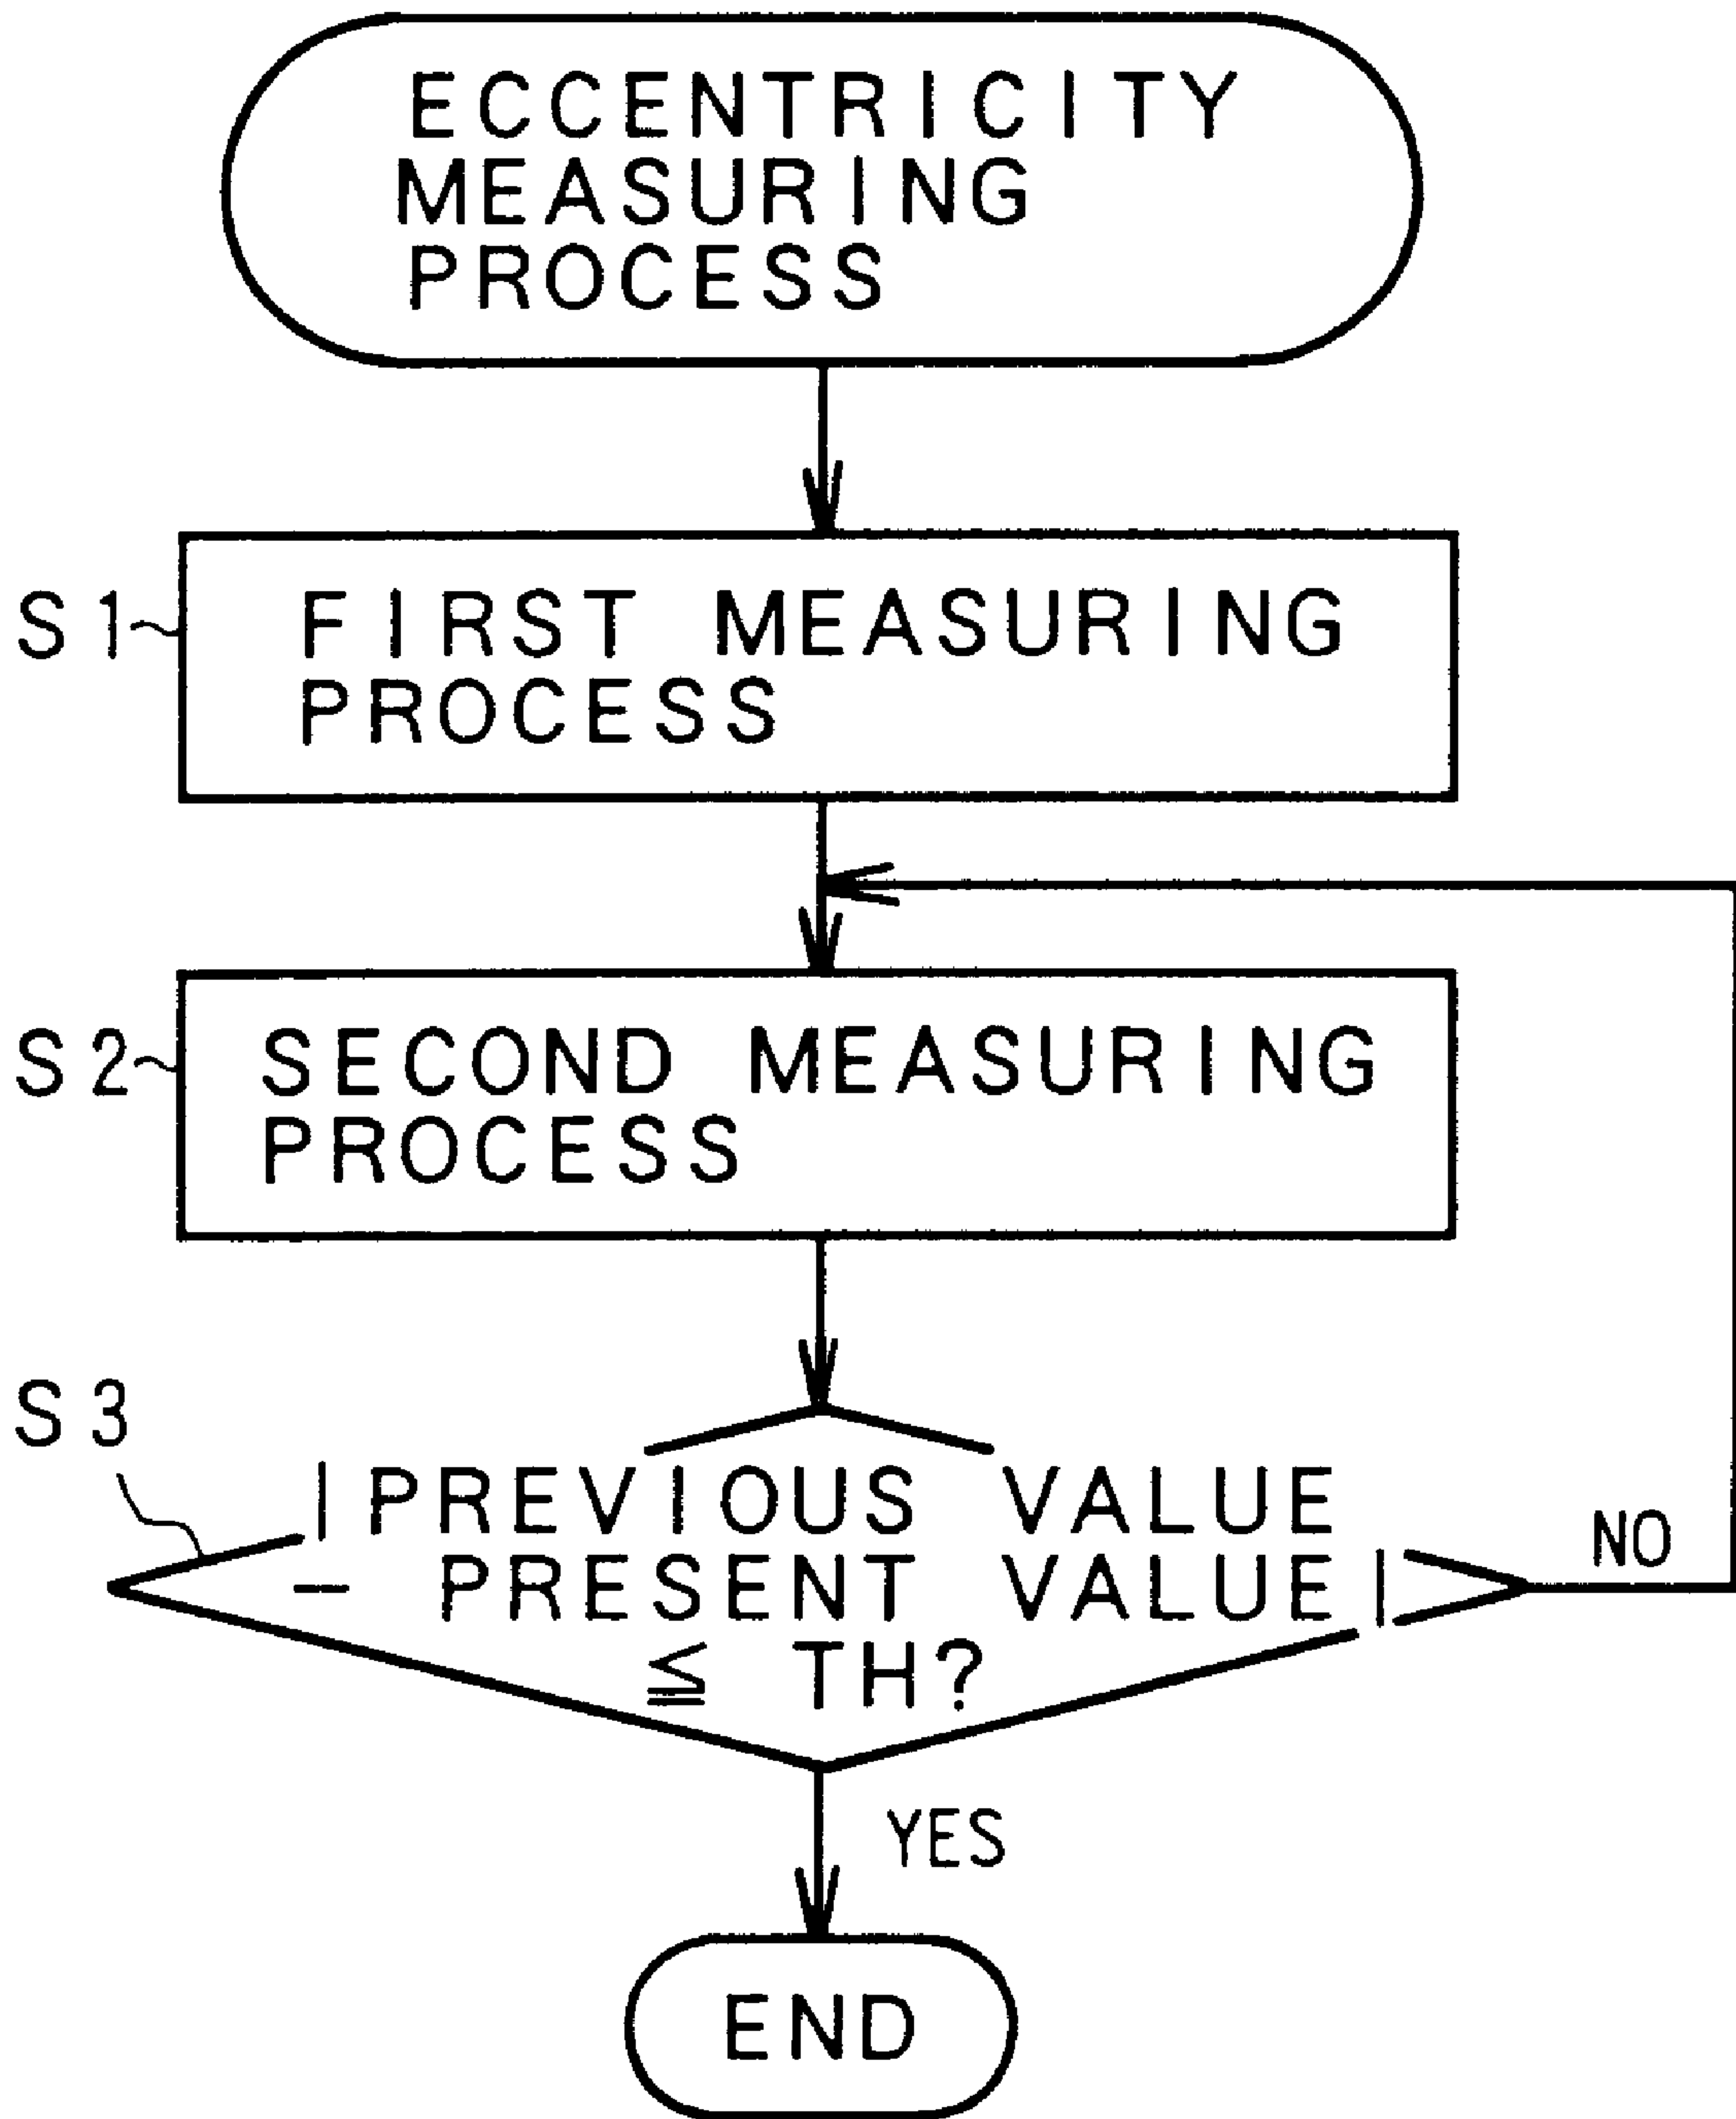 ECCENTRICITY
MEASURING
PROCESS
S1
FIRST MEASURING
PROCESS
S2
SECOND MEASURING
PROCESS
S3
|PREVIOUS VALUE
- PRESENT VALUE|
≦ TH?
NO
YES
END